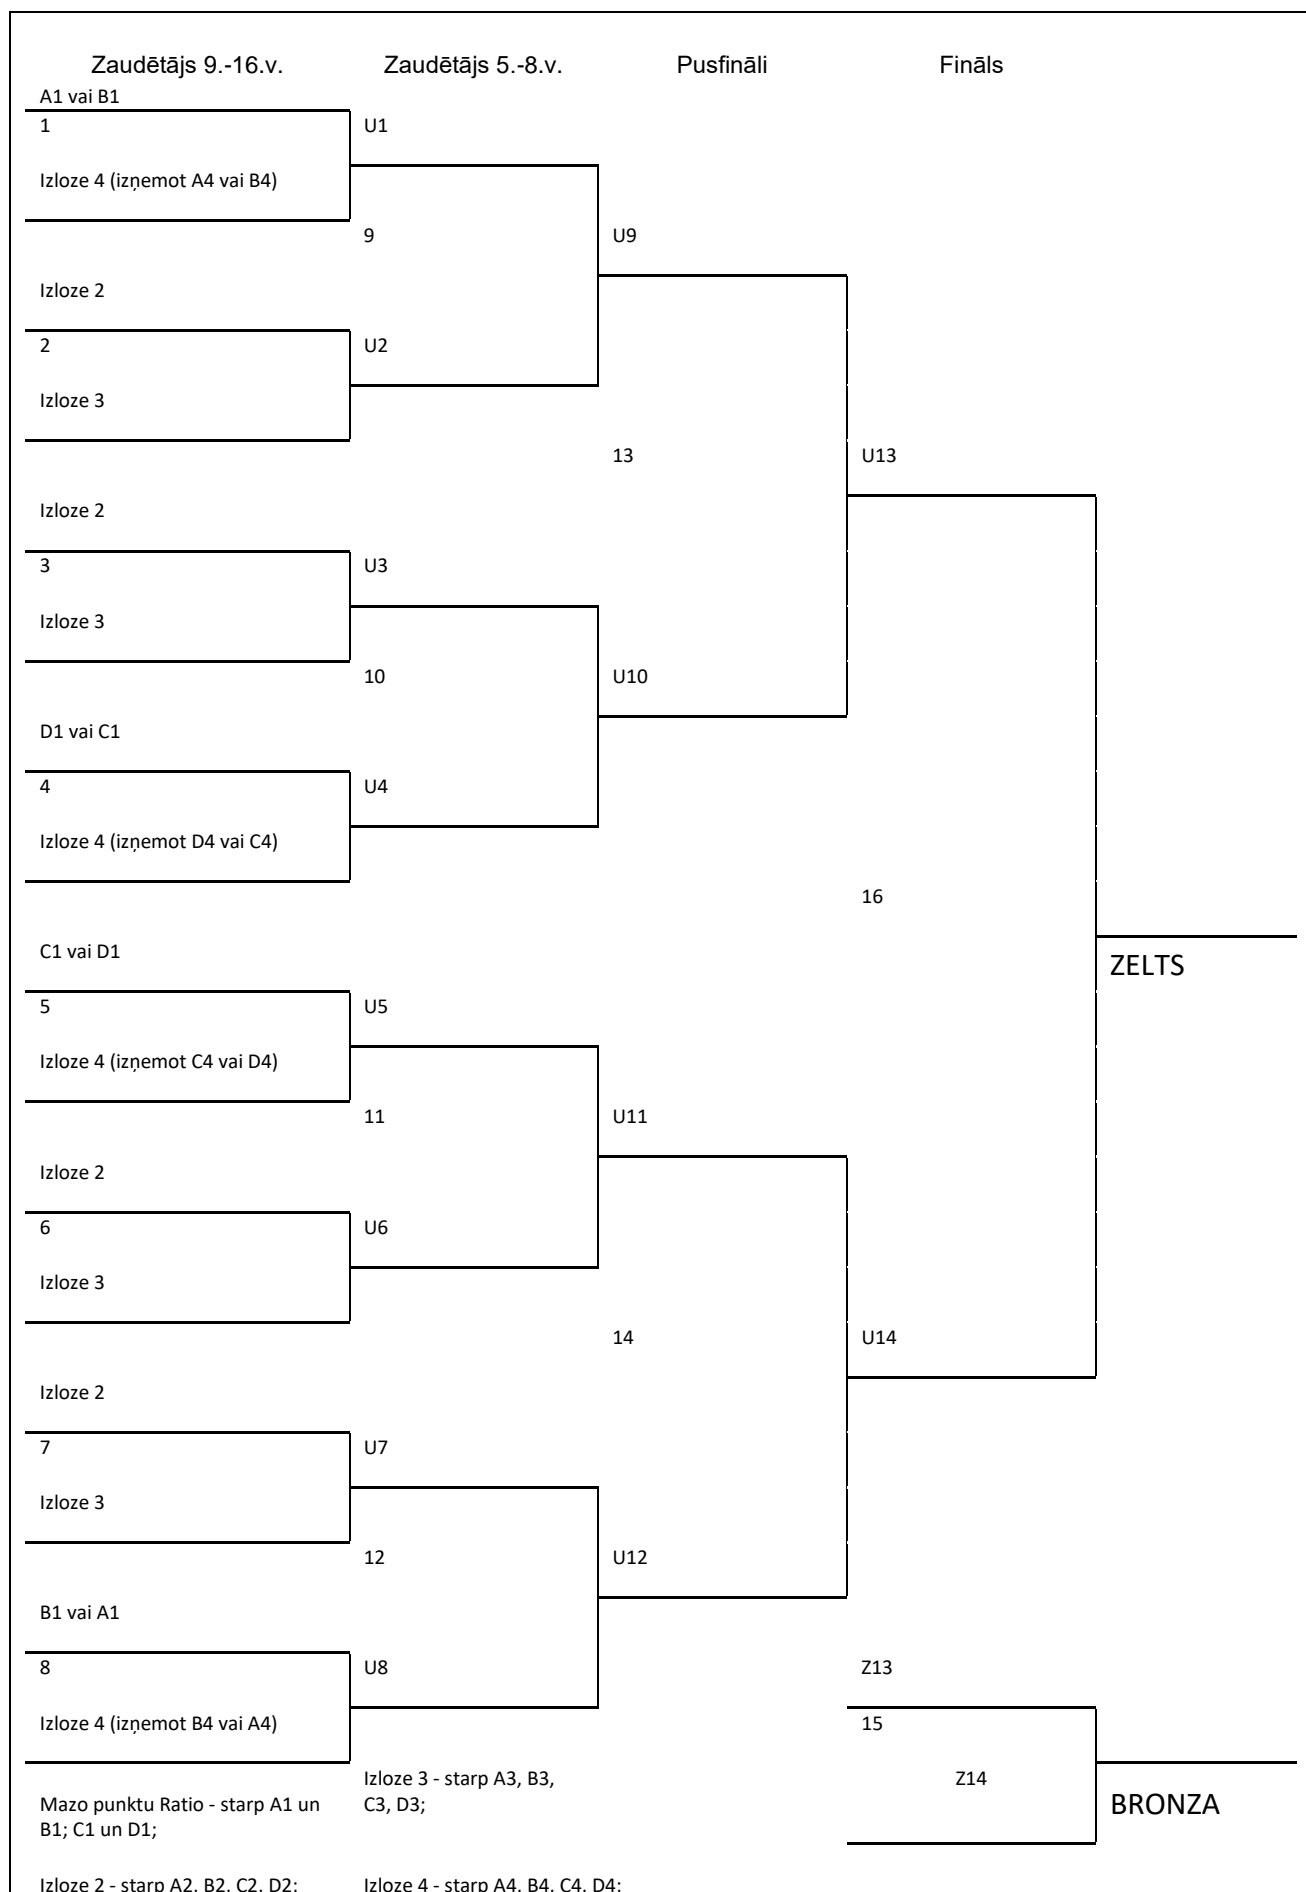 Zaudētājs 9.-16.v. Zaudētājs 5.-8.v. Pusfināli Fināls
A1 vai B1
1 U1
Izloze 4 (izņemot A4 vai B4)
9 U9
Izloze 2
2 U2
Izloze 3
13 U13
Izloze 2
3 U3
Izloze 3
10 U10
D1 vai C1
4 U4
Izloze 4 (izņemot D4 vai C4)
16
C1 vai D1
ZELTS
5 U5
Izloze 4 (izņemot C4 vai D4)
11 U11
Izloze 2
6 U6
Izloze 3
14 U14
Izloze 2
7 U7
Izloze 3
12 U12
B1 vai A1
8 U8 Z13
Izloze 4 (izņemot B4 vai A4) 15
Izloze 3 - starp A3, B3, Z14
C3, D3;
Mazo punktu Ratio - starp A1 un BRONZA
B1; C1 un D1;
Izloze 2 - starp A2, B2, C2, D2; Izloze 4 - starp A4, B4, C4, D4;